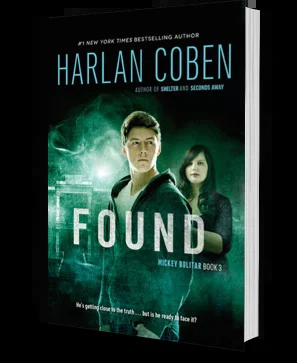 #1 NEW YORK TIMES BESTSELLING AUTHOR
HARLAN COBEN
AUTHOR OF SHELTER AND SECONDS AWAY
FOUND
MICKEY BOLITAR BOOK 3
He's getting close to the truth . . . . but is he ready to face it?